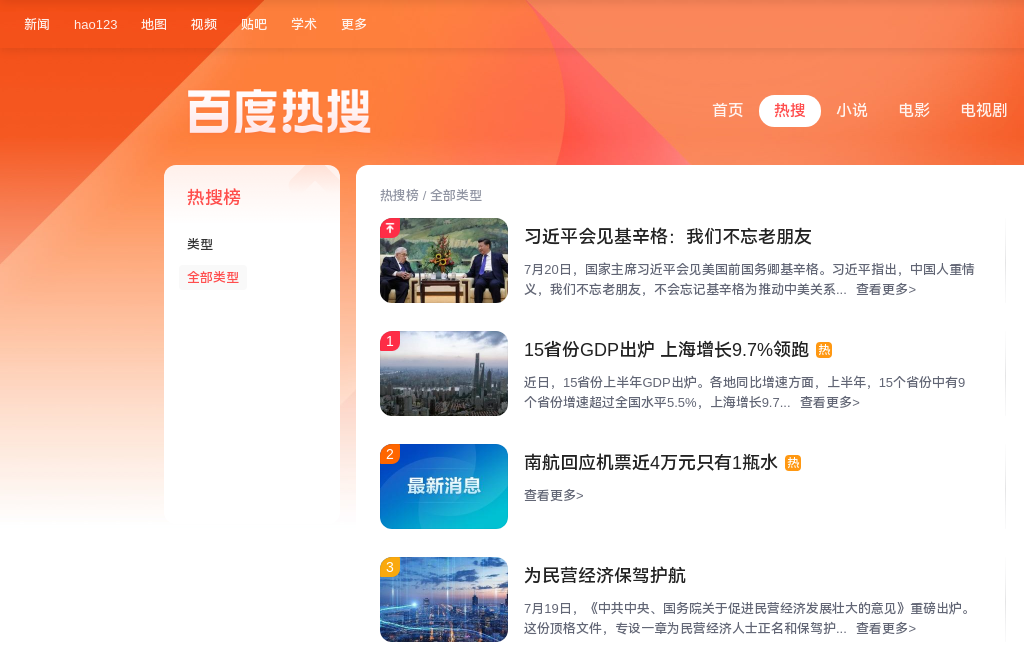 新闻 hao123 地图 视频 贴吧 学术 更多
百度热搜
首页 热搜 小说 电影 电视剧
热搜榜
类型
全部类型
热搜榜 / 全部类型
习近平会见基辛格：我们不忘老朋友
7月20日，国家主席习近平会见美国前国务卿基辛格。习近平指出，中国人重情
义，我们不忘老朋友，不会忘记基辛格为推动中美关系... 查看更多>
1
15省份GDP出炉 上海增长9.7%领跑 热
近日，15省份上半年GDP出炉。各地同比增速方面，上半年，15个省份中有9
个省份增速超过全国水平5.5%，上海增长9.7... 查看更多>
2
最新消息
南航回应机票近4万元只有1瓶水 热
查看更多>
3
为民营经济保驾护航
7月19日，《中共中央、国务院关于促进民营经济发展壮大的意见》重磅出炉。
这份顶格文件，专设一章为民营经济人士正名和保驾护... 查看更多>